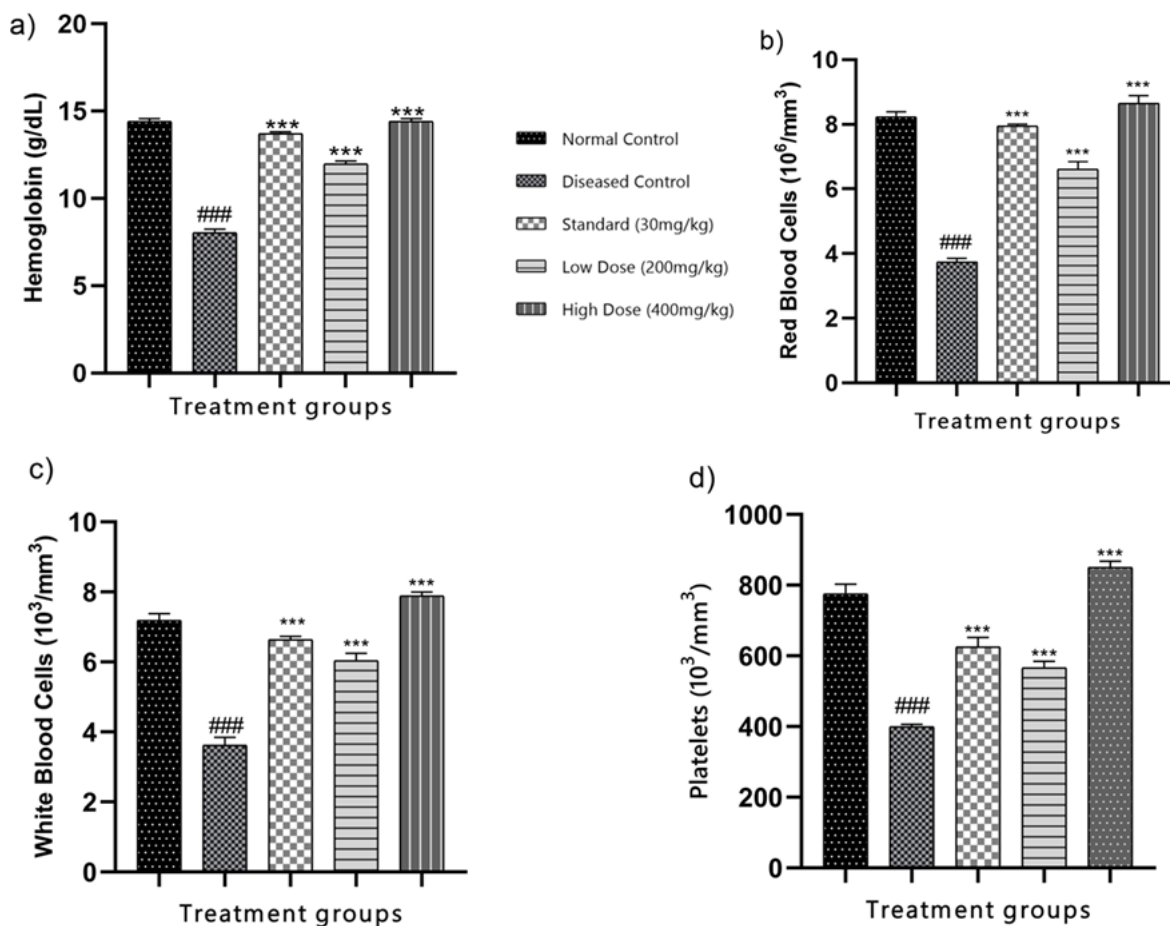 a)
20
15
10
5
0
Hemoglobin (g/dL)
###
***
***
***
Treatment groups
Normal Control
Diseased Control
Standard (30mg/kg)
Low Dose (200mg/kg)
High Dose (400mg/kg)
b)
10
8
6
4
2
0
Red Blood Cells (10⁶/mm³)
###
***
***
***
Treatment groups
c)
10
8
6
4
2
0
White Blood Cells (10³/mm³)
###
***
***
***
Treatment groups
d)
1000
800
600
400
200
0
Platelets (10³/mm³)
###
***
***
***
Treatment groups